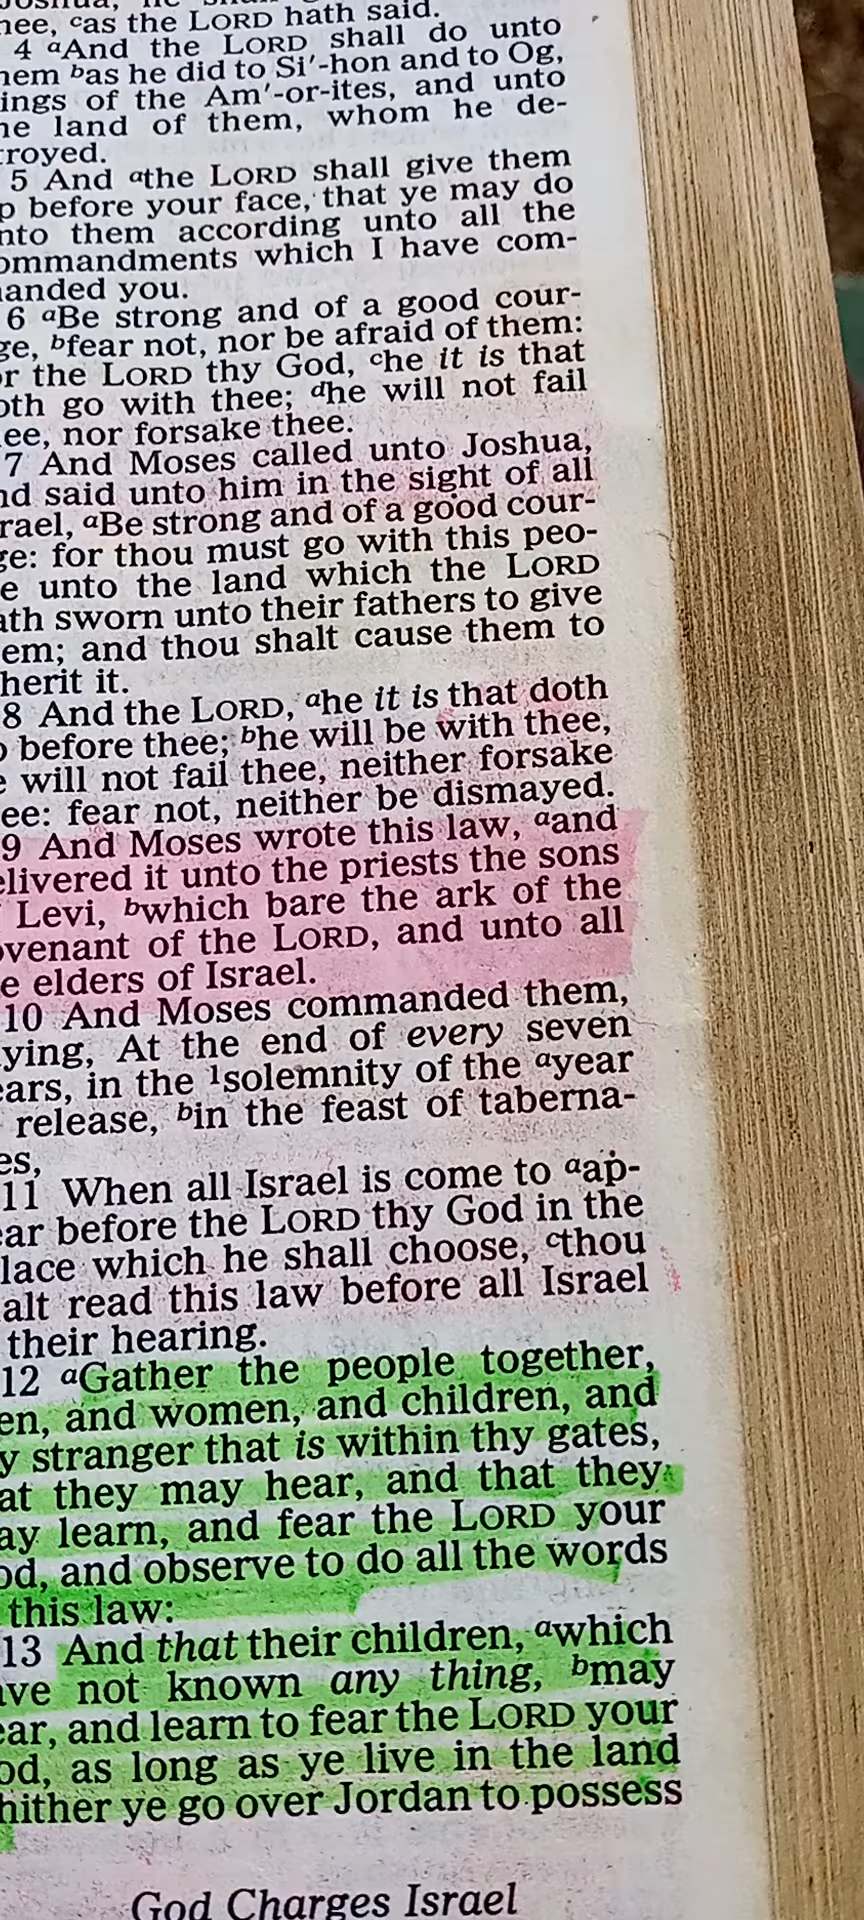 nee, cas the LORD hath said.
4 aAnd the LORD shall do unto
hem bas he did to Si′-hon and to Og,
ings of the Am′-or-ites, and unto
he land of them, whom he de-
royed.
5 And athe LORD shall give them
p before your face, that ye may do
nto them according unto all the
ommandments which I have com-
anded you.
6 aBe strong and of a good cour-
ge, bfear not, nor be afraid of them:
or the LORD thy God, che it is that
oth go with thee; dhe will not fail
ee, nor forsake thee.
7 And Moses called unto Joshua,
nd said unto him in the sight of all
rael, aBe strong and of a good cour-
ge: for thou must go with this peo-
e unto the land which the LORD
ath sworn unto their fathers to give
em; and thou shalt cause them to
herit it.
8 And the LORD, ahe it is that doth
o before thee; bhe will be with thee,
e will not fail thee, neither forsake
ee: fear not, neither be dismayed.
9 And Moses wrote this law, aand
elivered it unto the priests the sons
Levi, bwhich bare the ark of the
ovenant of the LORD, and unto all
e elders of Israel.
10 And Moses commanded them,
ying, At the end of every seven
ears, in the 1solemnity of the ayear
release, bin the feast of taberna-
es,
11 When all Israel is come to aap-
ear before the LORD thy God in the
lace which he shall choose, cthou
alt read this law before all Israel
their hearing.
12 aGather the people together,
en, and women, and children, and
y stranger that is within thy gates,
at they may hear, and that they
ay learn, and fear the LORD your
od, and observe to do all the words
this law:
13 And that their children, awhich
ave not known any thing, bmay
ear, and learn to fear the LORD your
od, as long as ye live in the land
hither ye go over Jordan to possess
God Charges Israel